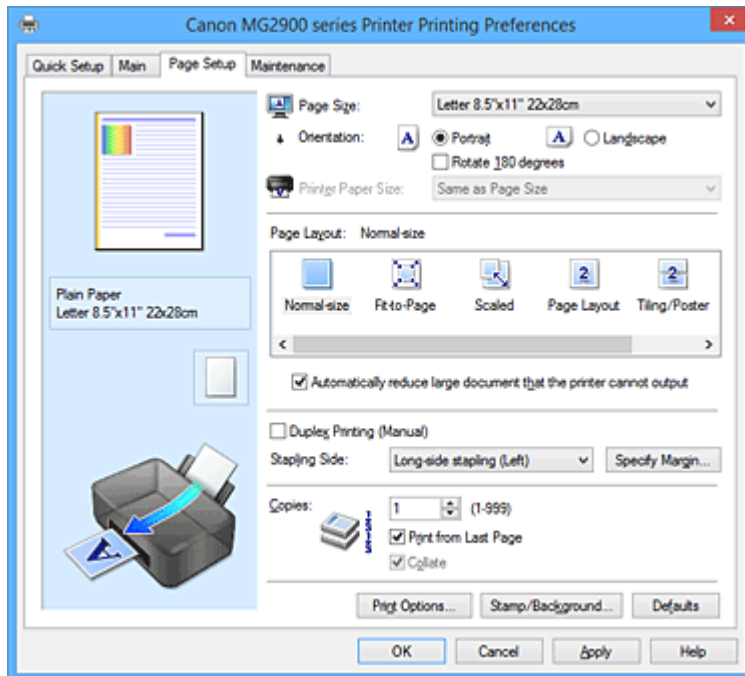 Canon MG2900 series Printer Printing Preferences
Quick Setup Main Page Setup Maintenance
Page Size: Letter 8.5"x11" 22x28cm
Orientation: A Portrait A Landscape
Rotate 180 degrees
Printer Paper Size: Same as Page Size
Page Layout: Normal-size
2 2
Normal-size Fit-to-Page Scaled Page Layout Tiling/Poster
Plain Paper
Letter 8.5"x11" 22x28cm
Automatically reduce large document that the printer cannot output
Duplex Printing (Manual)
Stapling Side: Long-side stapling (Left) Specify Margin...
Copies: 1 (1-999)
Print from Last Page
Collate
A
Print Options... Stamp/Background... Defaults
OK Cancel Apply Help